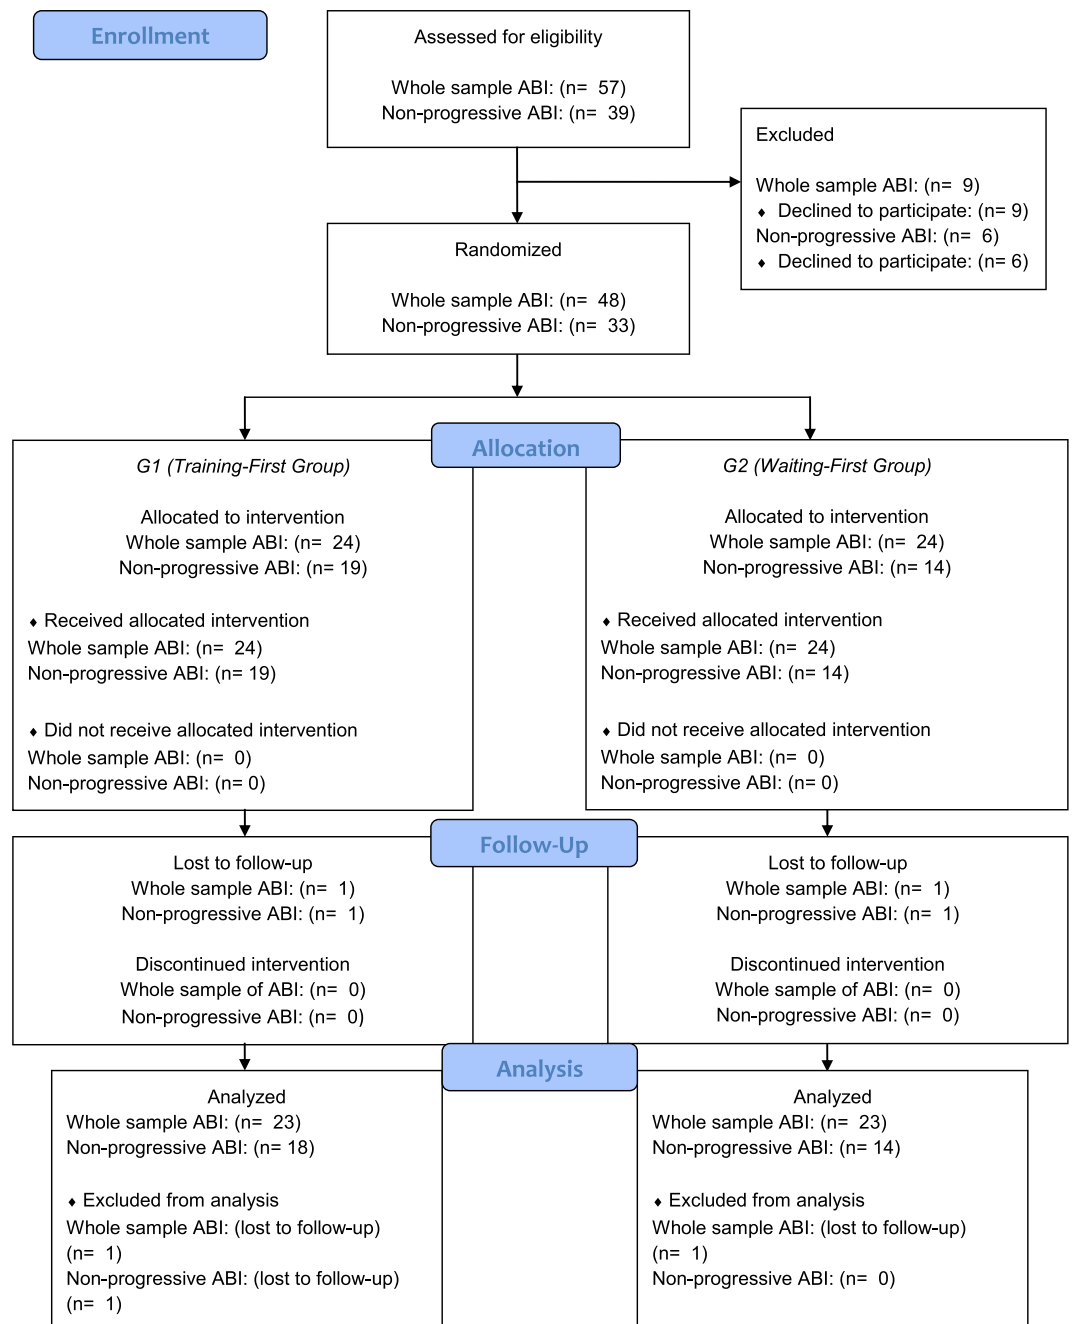 Enrollment
Assessed for eligibility
Whole sample ABI: (n= 57)
Non-progressive ABI: (n= 39)
Excluded
Whole sample ABI: (n= 9)
♦ Declined to participate: (n= 9)
Non-progressive ABI: (n= 6)
♦ Declined to participate: (n= 6)
Randomized
Whole sample ABI: (n= 48)
Non-progressive ABI: (n= 33)
Allocation
G1 (Training-First Group)
Allocated to intervention
Whole sample ABI: (n= 24)
Non-progressive ABI: (n= 19)
♦ Received allocated intervention
Whole sample ABI: (n= 24)
Non-progressive ABI: (n= 19)
♦ Did not receive allocated intervention
Whole sample ABI: (n= 0)
Non-progressive ABI: (n= 0)
G2 (Waiting-First Group)
Allocated to intervention
Whole sample ABI: (n= 24)
Non-progressive ABI: (n= 14)
♦ Received allocated intervention
Whole sample ABI: (n= 24)
Non-progressive ABI: (n= 14)
♦ Did not receive allocated intervention
Whole sample ABI: (n= 0)
Non-progressive ABI: (n= 0)
Follow-Up
Lost to follow-up
Whole sample ABI: (n= 1)
Non-progressive ABI: (n= 1)
Discontinued intervention
Whole sample of ABI: (n= 0)
Non-progressive ABI: (n= 0)
Lost to follow-up
Whole sample ABI: (n= 1)
Non-progressive ABI: (n= 1)
Discontinued intervention
Whole sample of ABI: (n= 0)
Non-progressive ABI: (n= 0)
Analysis
Analyzed
Whole sample ABI: (n= 23)
Non-progressive ABI: (n= 18)
♦ Excluded from analysis
Whole sample ABI: (lost to follow-up)
(n= 1)
Non-progressive ABI: (lost to follow-up)
(n= 1)
Analyzed
Whole sample ABI: (n= 23)
Non-progressive ABI: (n= 14)
♦ Excluded from analysis
Whole sample ABI: (lost to follow-up)
(n= 1)
Non-progressive ABI: (n= 0)